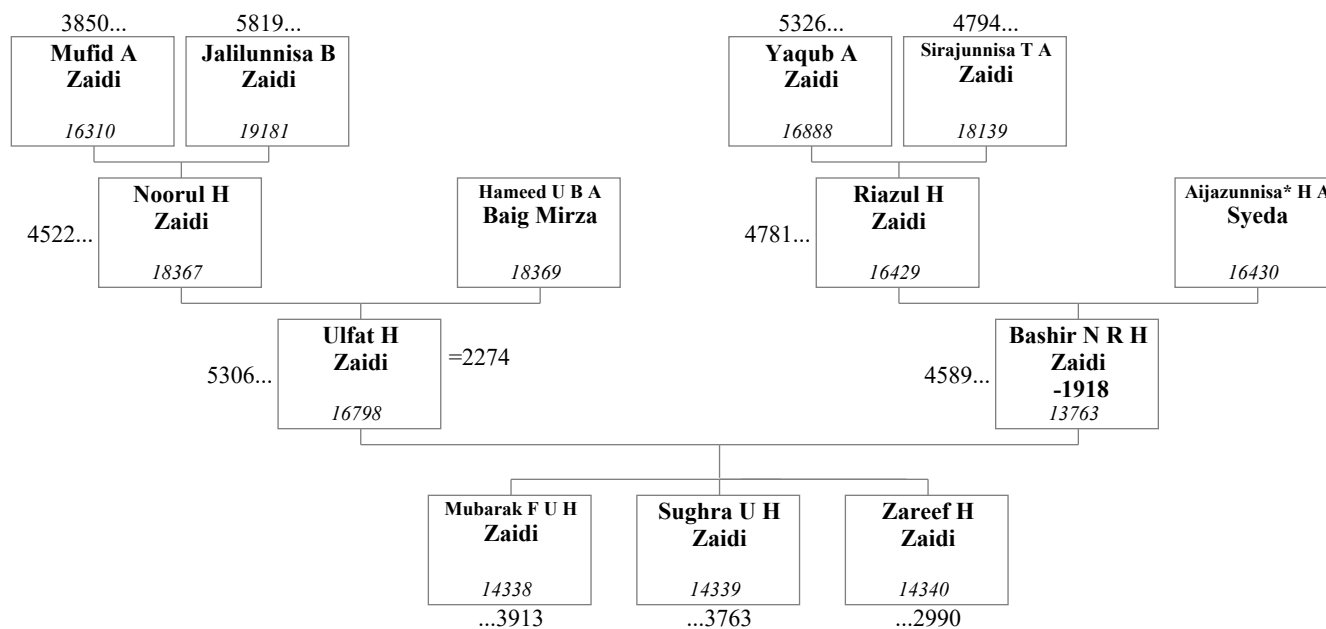 3850...
5819...
5326...
4794...
Mufid A
Zaidi
16310
Jalilunnisa B
Zaidi
19181
Yaqub A
Zaidi
16888
Sirajunnisa T A
Zaidi
18139
4522...
Noorul H
Zaidi
18367
Hameed U B A
Baig Mirza
18369
4781...
Riazul H
Zaidi
16429
Aijazunnisa* H A
Syeda
16430
5306...
Ulfat H
Zaidi
16798
=2274
4589...
Bashir N R H
Zaidi
-1918
13763
Mubarak F U H
Zaidi
14338
...3913
Sughra U H
Zaidi
14339
...3763
Zareef H
Zaidi
14340
...2990